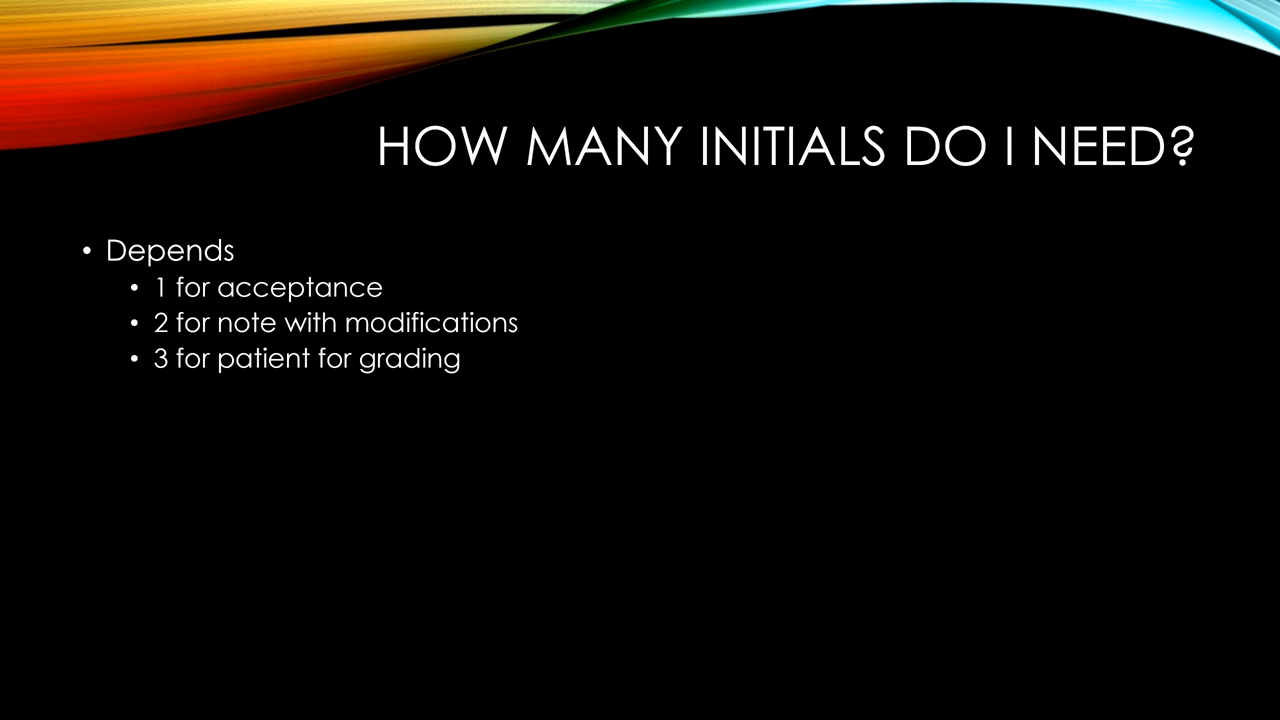 HOW MANY INITIALS DO I NEED?
• Depends
• 1 for acceptance
• 2 for note with modifications
• 3 for patient for grading